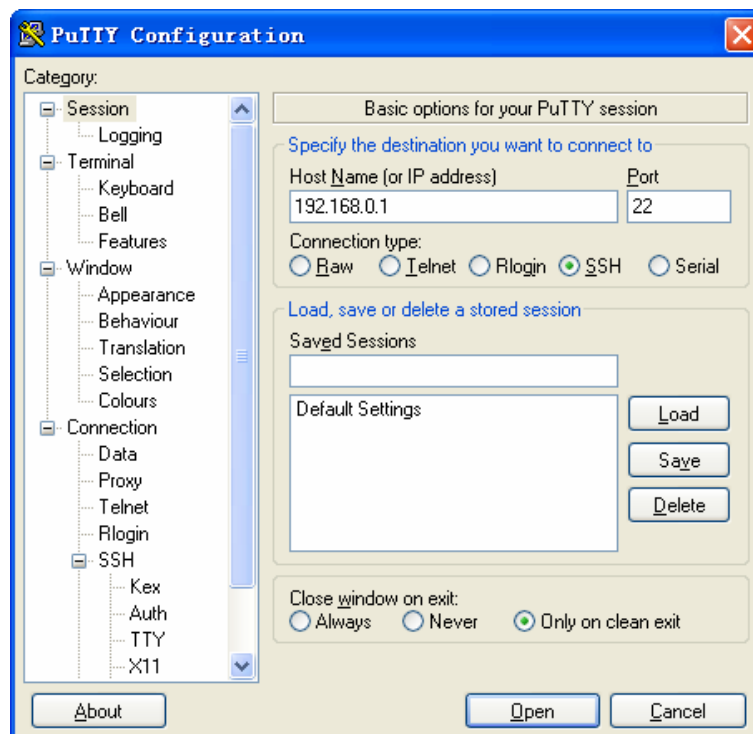 PuTTY Configuration
Category:
Session
Logging
Terminal
Keyboard
Bell
Features
Window
Appearance
Behaviour
Translation
Selection
Colours
Connection
Data
Proxy
Telnet
Rlogin
SSH
Kex
Auth
TTY
X11
Basic options for your PuTTY session
Specify the destination you want to connect to
Host Name (or IP address) Port
192.168.0.1 22
Connection type:
Raw Telnet Rlogin SSH Serial
Load, save or delete a stored session
Saved Sessions
Default Settings
Load
Save
Delete
Close window on exit:
Always Never Only on clean exit
About Open Cancel